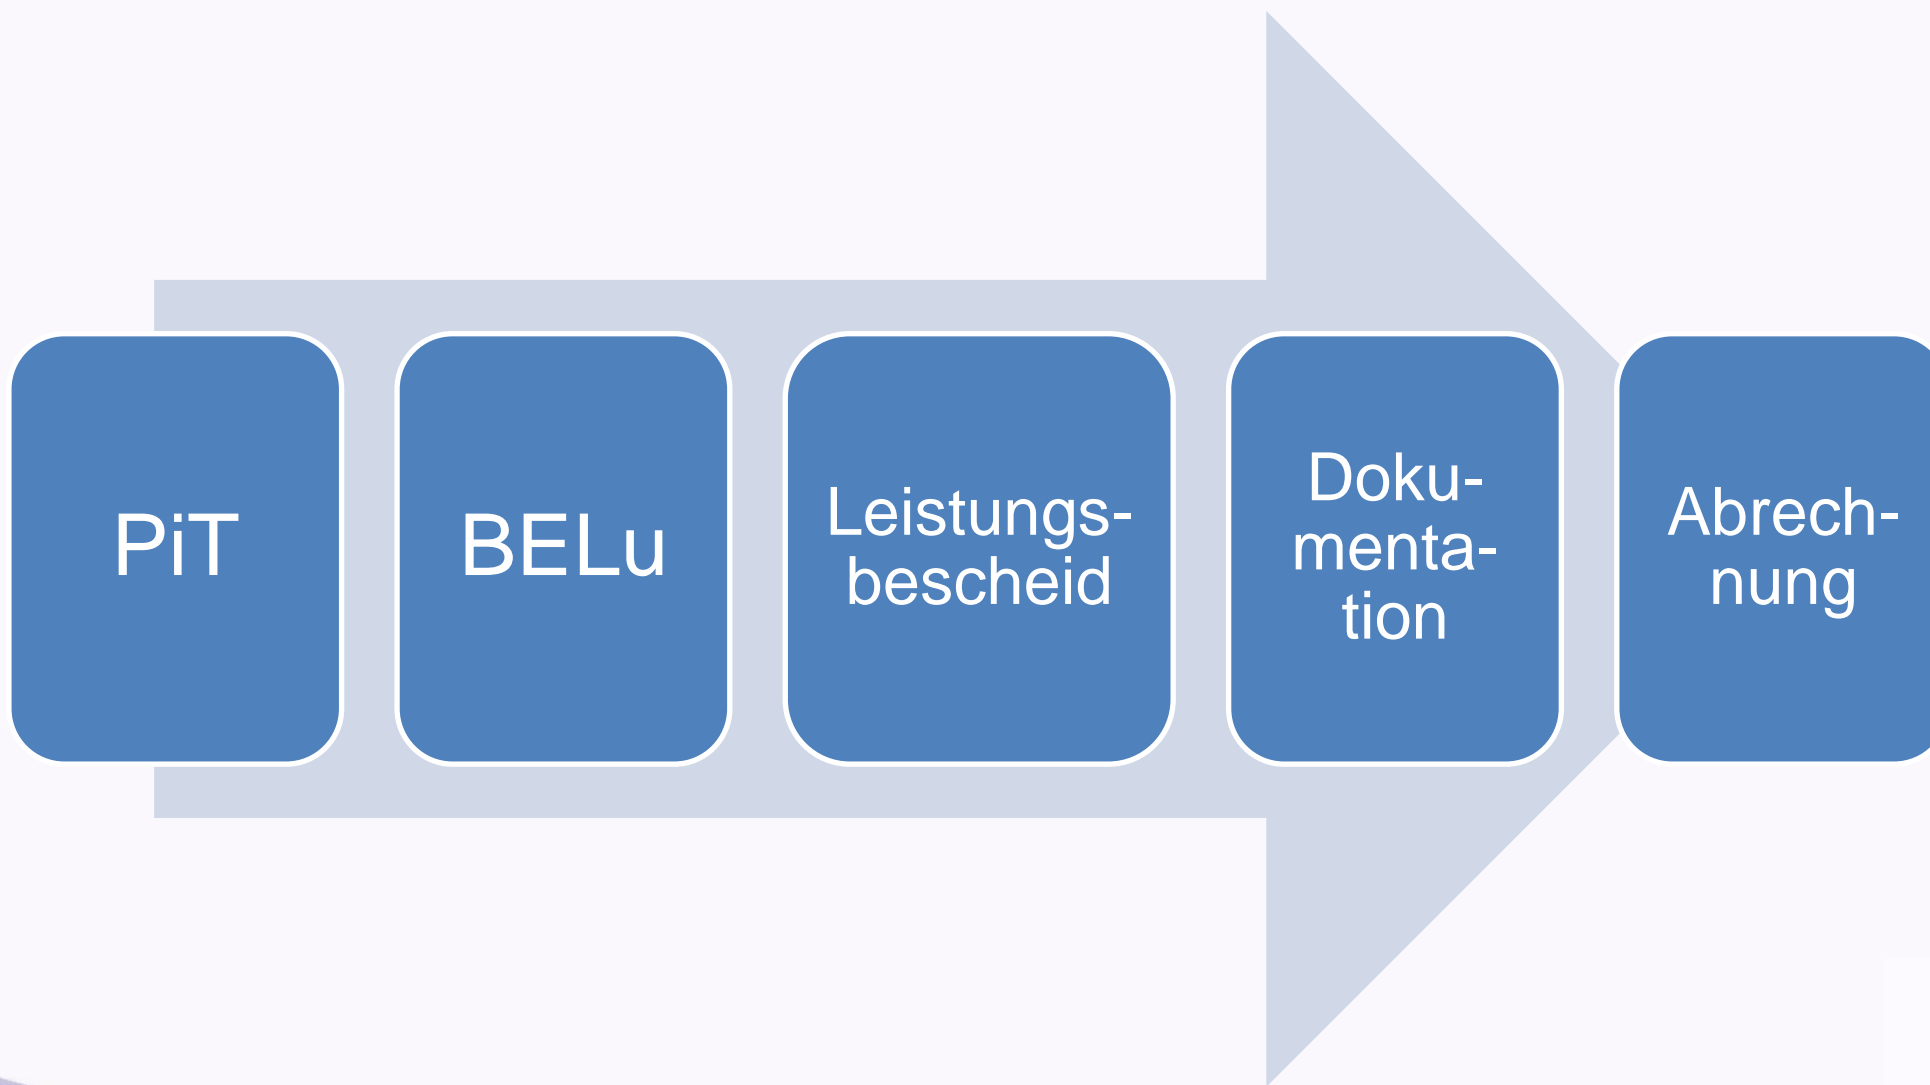 PiT
BELu
Leistungs-
bescheid
Doku-
menta-
tion
Abrech-
nung